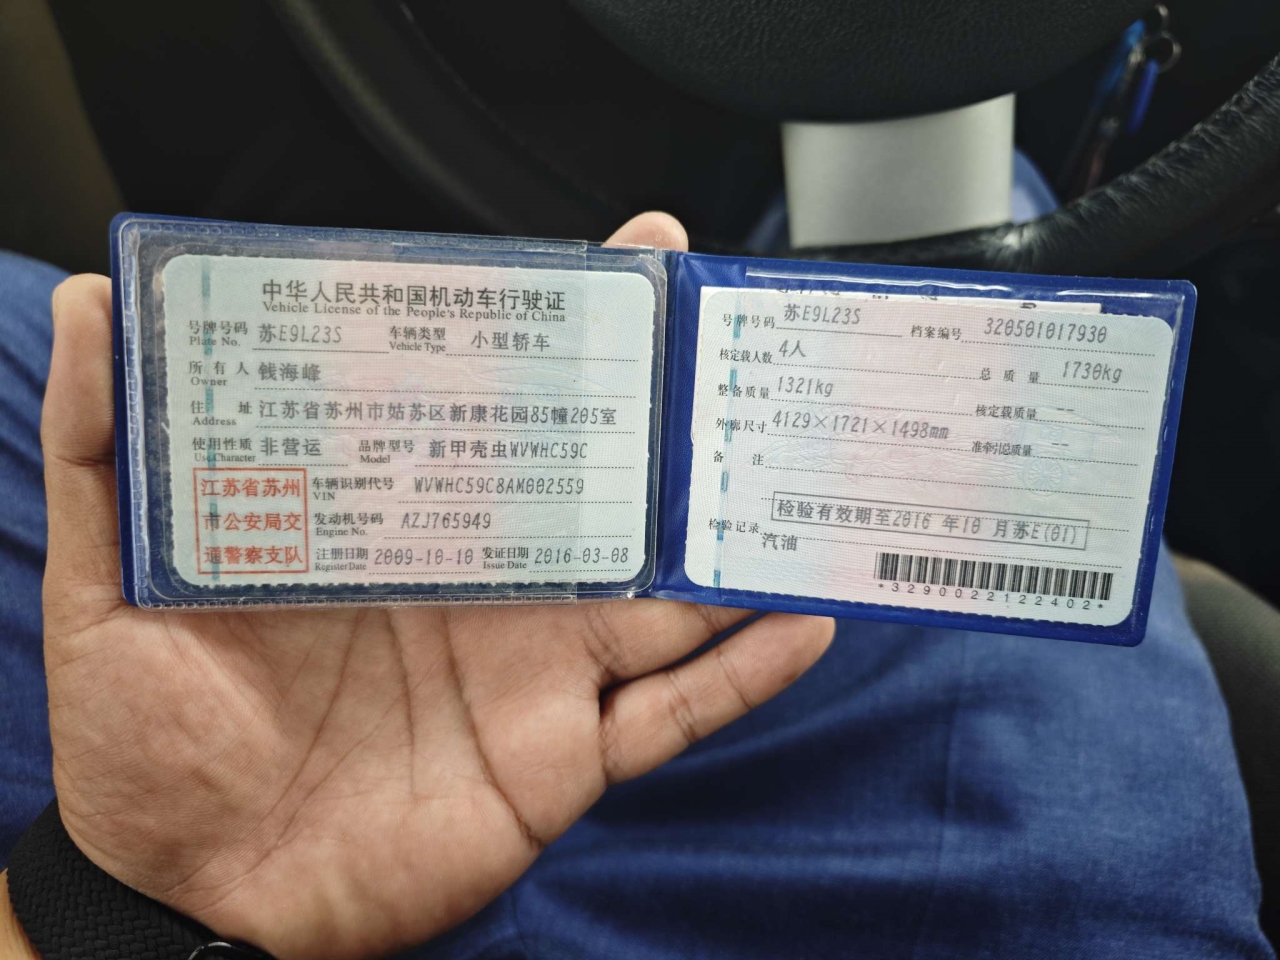 中华人民共和国机动车行驶证
Vehicle License of the People's Republic of China
号牌号码 Plate No. 苏E9L23S 车辆类型 Vehicle Type 小型轿车
所有人 Owner 钱海峰
住址 Address 江苏省苏州市姑苏区新康花园85幢205室
使用性质 Use Character 非营运 品牌型号 Model 新甲壳虫WVWHC59C
江苏省苏州
市公安局交
通警察支队
车辆识别代号 VIN WVWHC59C8AM002559
发动机号码 Engine No. AZJ765949
注册日期 Register Date 2009-10-10 发证日期 Issue Date 2016-03-08
号牌号码 苏E9L23S 档案编号 320501017930
核定载人数 4人 总质量 1730kg
整备质量 1321kg 核定载质量 --
外廓尺寸 4129×1721×1498mm 准牵引总质量 --
备注
检验有效期至2016年10月苏E(01)
检验记录 汽油
*3290022122402*